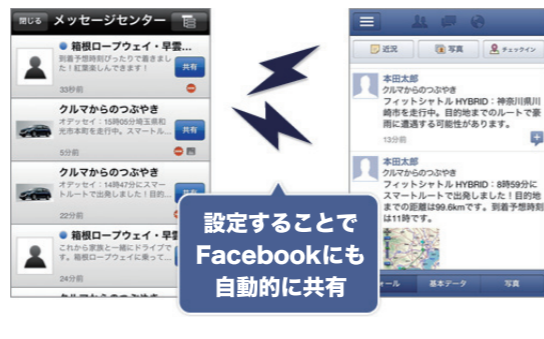 閉じる メッセージセンター
箱根ロープウェイ・早雲...
到着予想時刻ぴったりで着きまし
た！紅葉楽しんできます！
共有
33秒前
クルマからのつぶやき
オデッセイ：15時05分埼玉県和
光市本町を走行中。スマートル...
共有
5分前
クルマからのつぶやき
オデッセイ：14時47分にスマー
トルートで出発しました！目的...
22分前
箱根ロープウェイ・早雲
これから家族と一緒にドライブで
す。箱根ロープウェイに乗って...
24分前
クルマからのつぶやき
設定することで
Facebookにも
自動的に共有
近況 写真 チェックイン
本田太郎
クルマからのつぶやき
フィットシャトル HYBRID：神奈川県川
崎市を走行中。目的地までのルートで豪
雨に遭遇する可能性があります。
13分前
本田太郎
クルマからのつぶやき
フィットシャトル HYBRID：8時59分に
スマートルートで出発しました！目的地
までの距離は99.6kmです。到着予想時刻
は11時です。
ォール 基本データ 写真